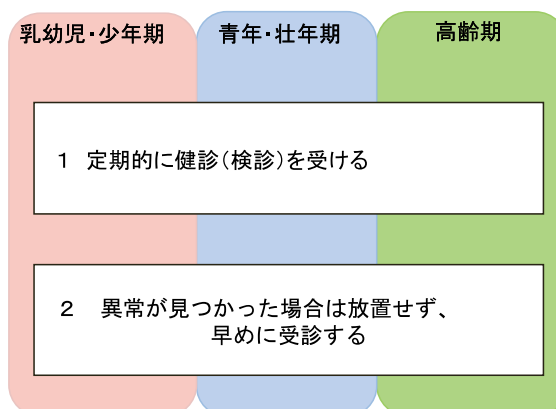 乳幼児・少年期
青年・壮年期
高齢期
1 定期的に健診(検診)を受ける
2 異常が見つかった場合は放置せず、
早めに受診する